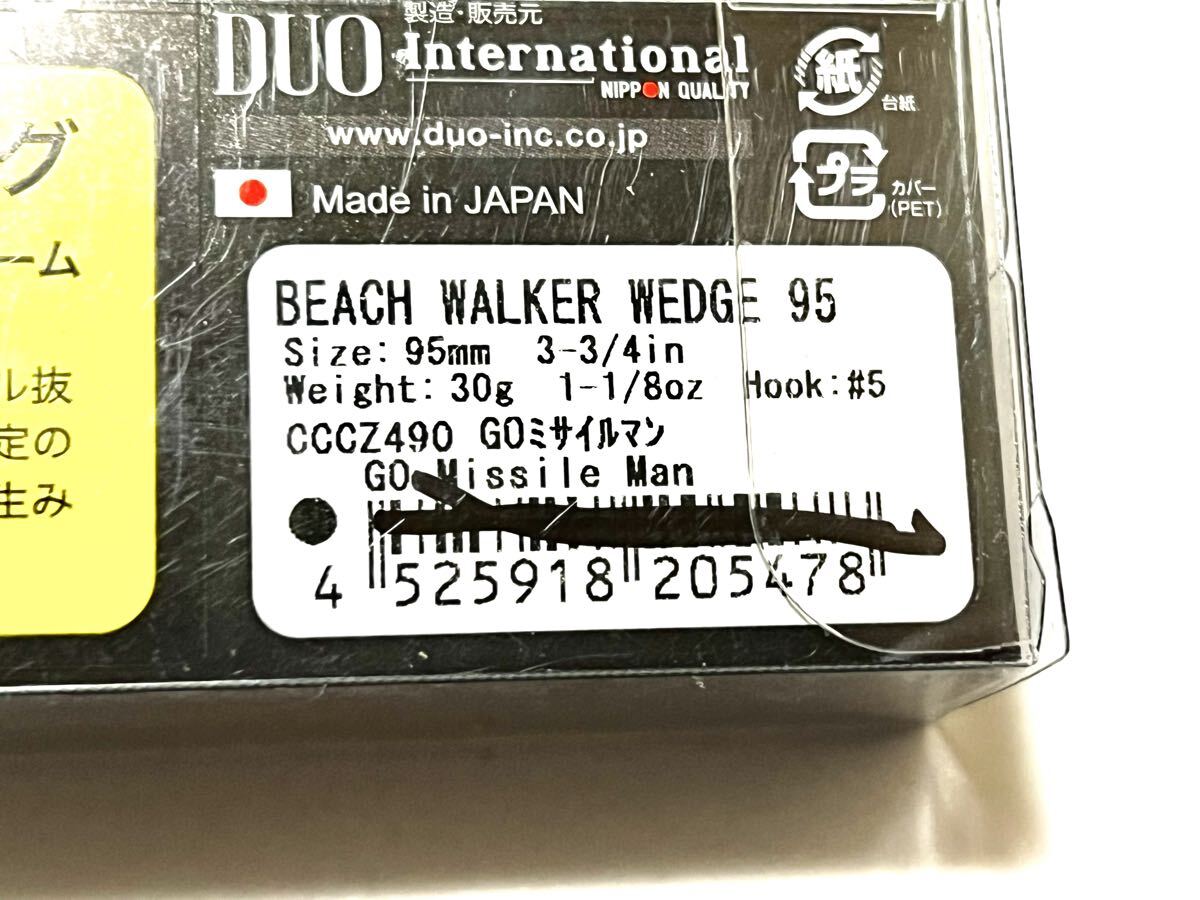 製造・販売元
DUO International
NIPPON QUALITY
www.duo-inc.co.jp
Made in JAPAN
紙
台紙
プラ
カバー
(PET)
グ
ーム
ル抜
定の
生み
BEACH WALKER WEDGE 95
Size: 95mm 3-3/4in
Weight: 30g 1-1/8oz Hook:#5
CCCZ490 GOミサイルマン
GO Missile Man
4 525918 205478